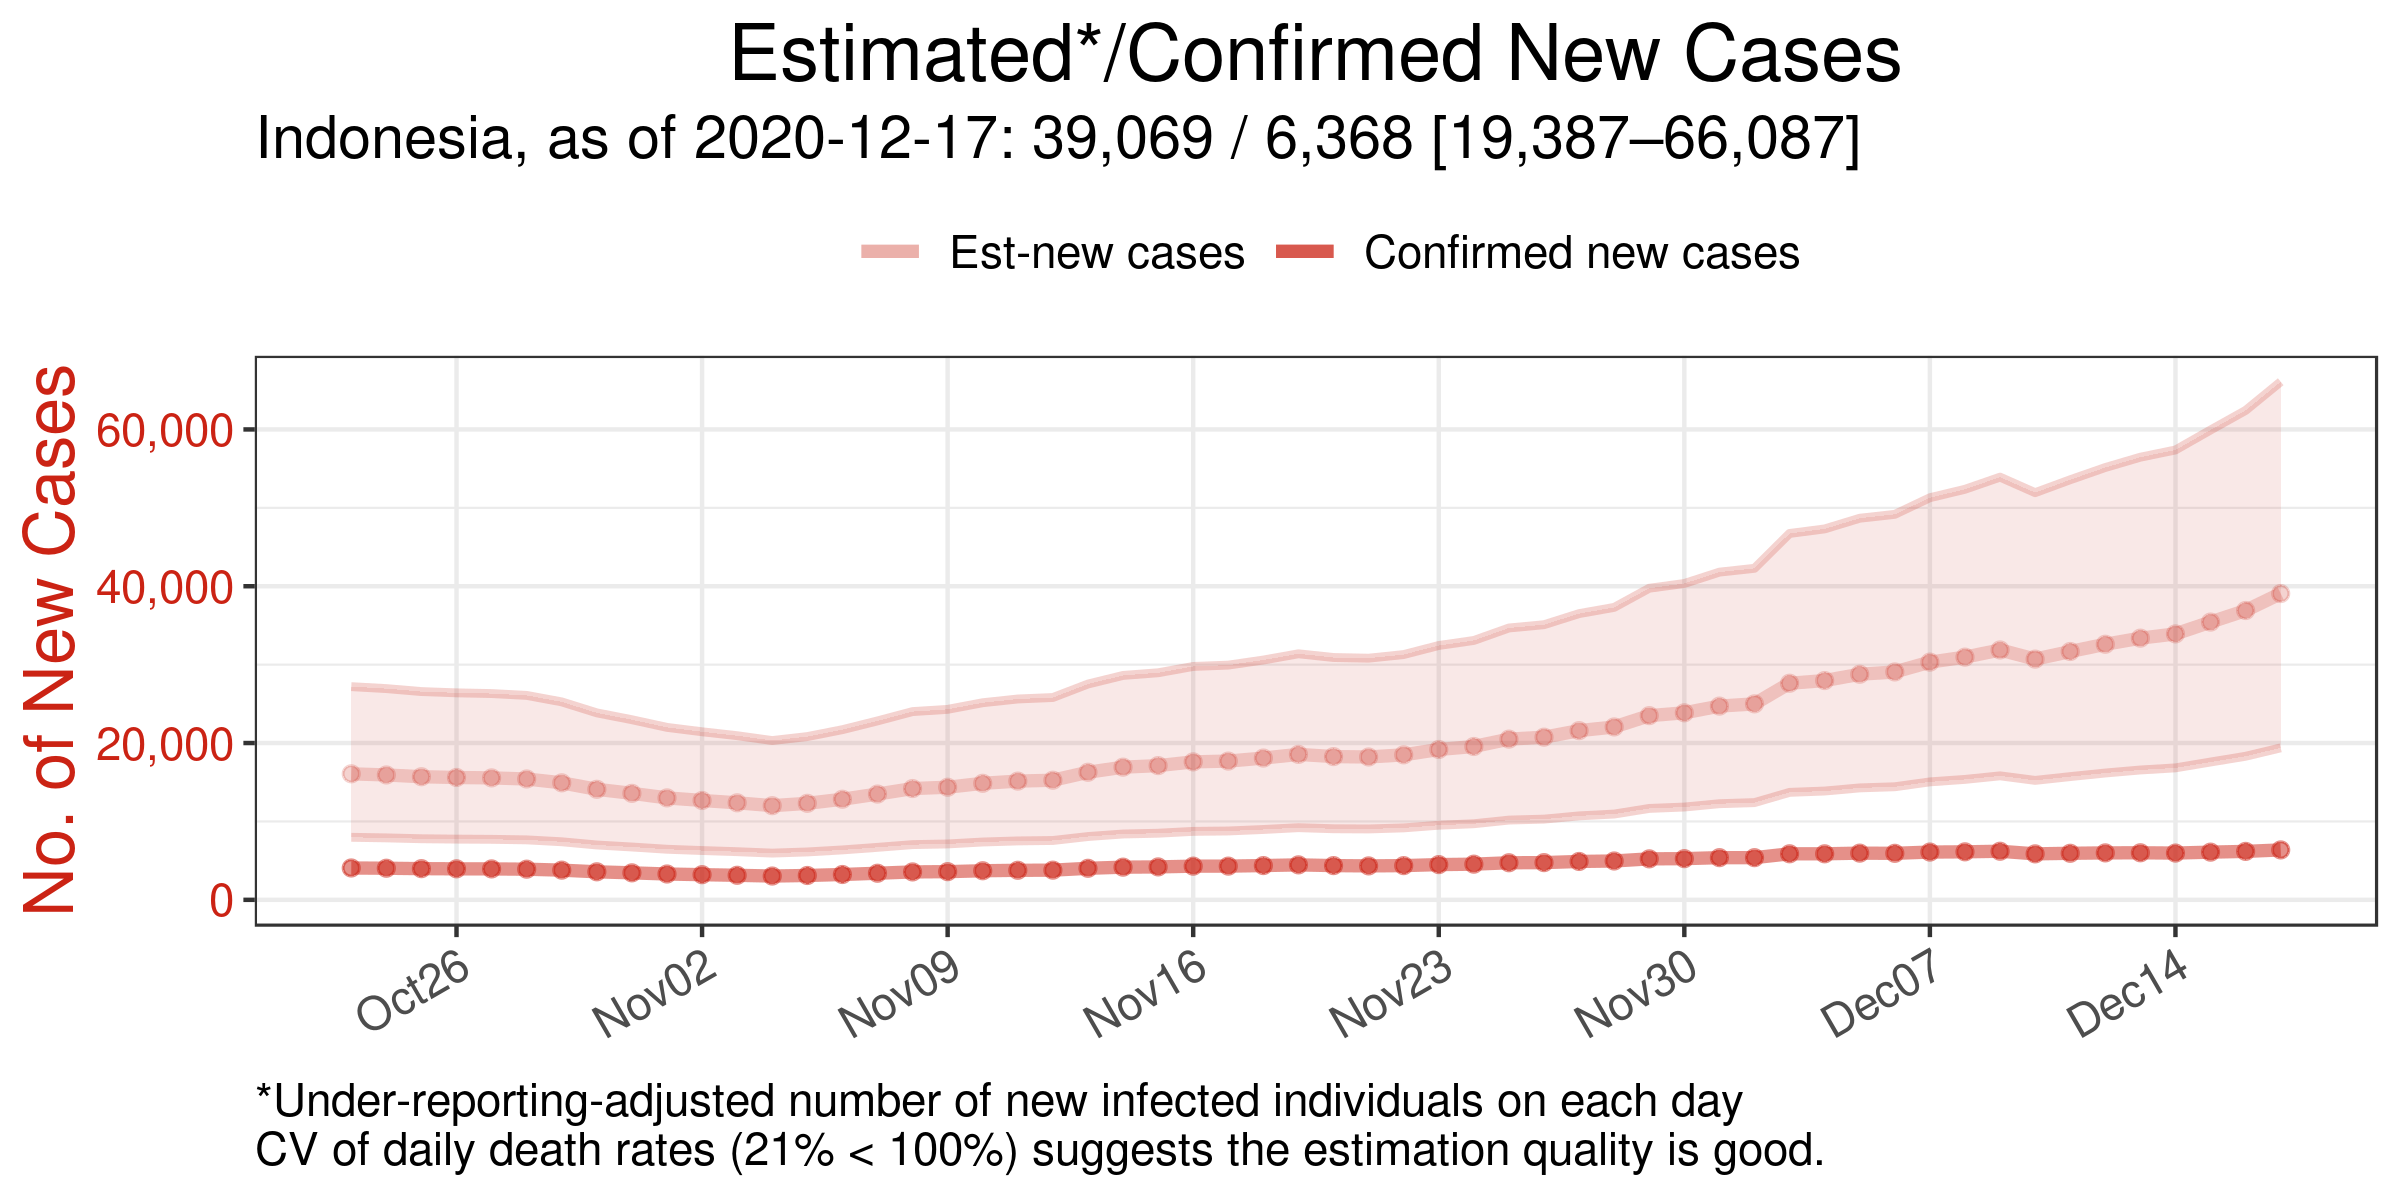 Estimated*/Confirmed New Cases
Indonesia, as of 2020-12-17: 39,069 / 6,368 [19,387–66,087]
Est-new cases
Confirmed new cases
No. of New Cases
60,000
40,000
20,000
0
Oct26
Nov02
Nov09
Nov16
Nov23
Nov30
Dec07
Dec14
*Under-reporting-adjusted number of new infected individuals on each day
CV of daily death rates (21% < 100%) suggests the estimation quality is good.